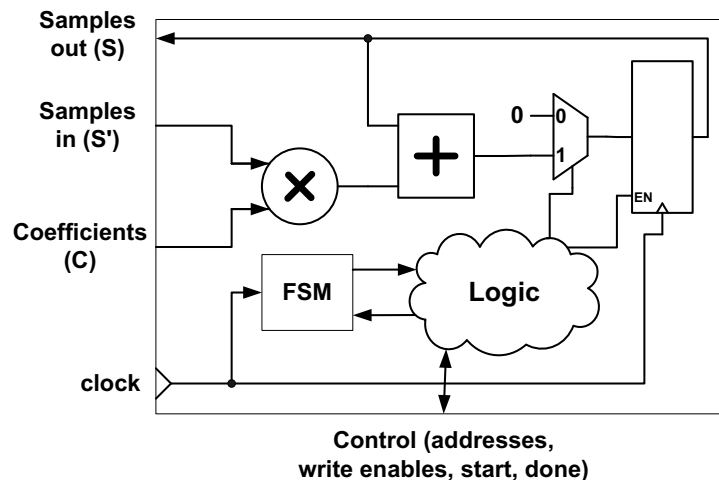 Samples
out (S)
Samples
in (S')
Coefficients
(C)
0
0
1
EN
FSM
Logic
clock
Control (addresses,
write enables, start, done)